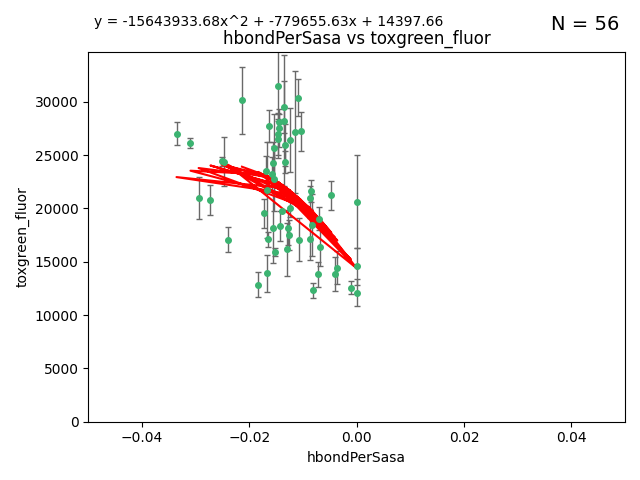 y = -15643933.68x^2 + -779655.63x + 14397.66
N = 56
hbondPerSasa vs toxgreen_fluor
30000
25000
20000
15000
10000
5000
0
toxgreen_fluor
−0.04
−0.02
0.00
0.02
0.04
hbondPerSasa